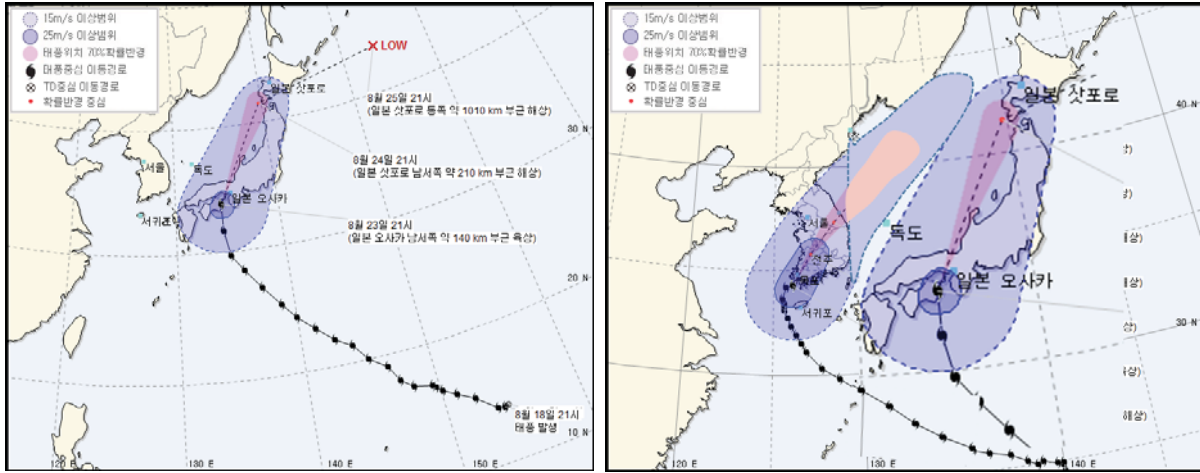 15m/s 이상범위
25m/s 이상범위
태풍위치 70%확률반경
태풍중심 이동경로
TD중심 이동경로
확률반경 중심
LOW
일본 삿포로
8월 25일 21시
(일본 삿포로 동쪽 약 1010 km 부근 해상)
30 N
서울
독도
8월 24일 21시
(일본 삿포로 남서쪽 약 210 km 부근 해상)
일본 오사카
서귀포
8월 23일 21시
(일본 오사카 남서쪽 약 140 km 부근 육상)
20 N
8월 18일 21시
태풍 발생
10 N
120 E
130 E
140 E
150 E
15m/s 이상범위
25m/s 이상범위
태풍위치 70%확률반경
태풍중심 이동경로
TD중심 이동경로
확률반경 중심
일본 삿포로
40 N
상)
상)
서울
독도
해상)
전주
일본 오사카
해상)
서귀포
상)
30 N
해상)
해상)
120 E
130 E
140 E